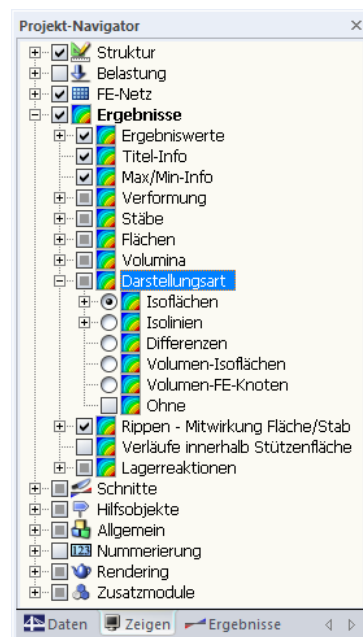 Projekt-Navigator
Struktur
Belastung
FE-Netz
Ergebnisse
Ergebniswerte
Titel-Info
Max/Min-Info
Verformung
Stäbe
Flächen
Volumina
Darstellungsart
Isoflächen
Isolinien
Differenzen
Volumen-Isoflächen
Volumen-FE-Knoten
Ohne
Rippen - Mitwirkung Fläche/Stab
Verläufe innerhalb Stützenfläche
Lagerreaktionen
Schnitte
Hilfsobjekte
Allgemein
123 Nummerierung
Rendering
Zusatzmodule
Daten Zeigen Ergebnisse